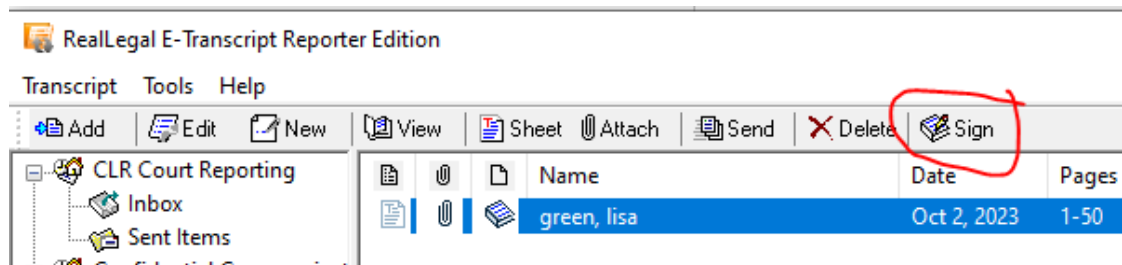 RealLegal E-Transcript Reporter Edition
Transcript Tools Help
Add Edit New View Sheet Attach Send Delete Sign
CLR Court Reporting Name Date Pages
Inbox green, lisa Oct 2, 2023 1-50
Sent Items